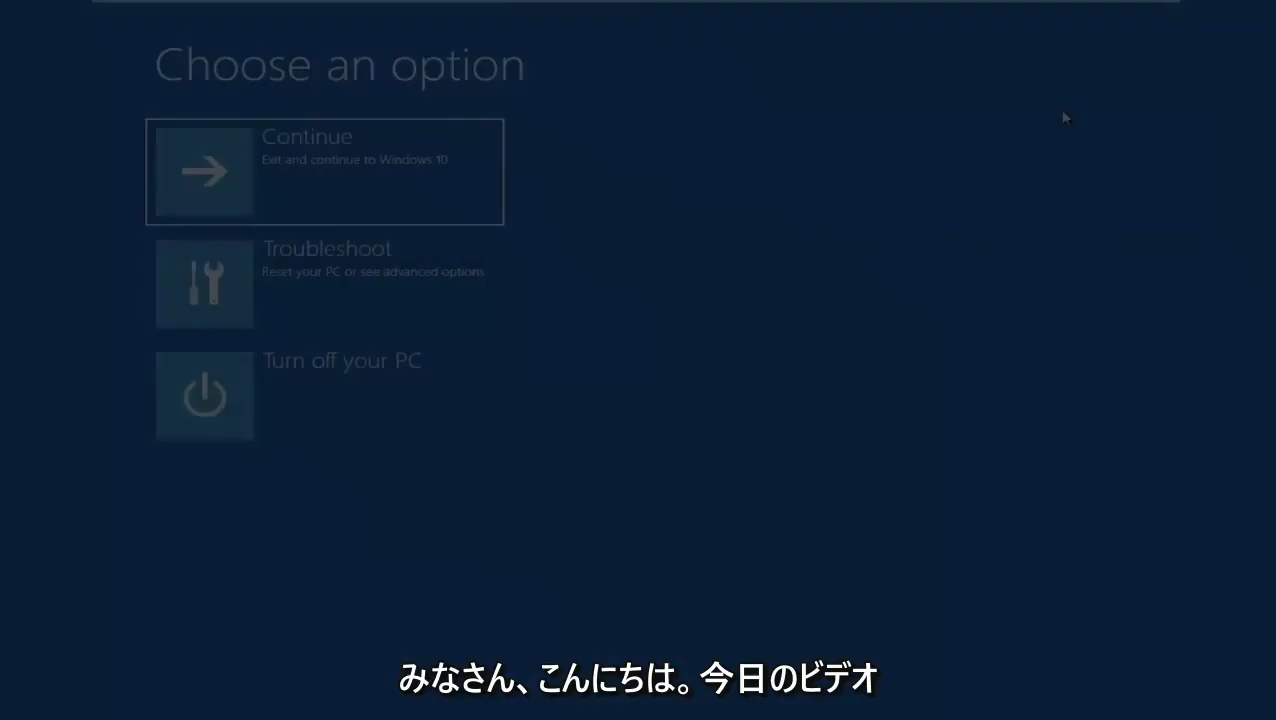 Choose an option
Continue
Exit and continue to Windows 10
Troubleshoot
Reset your PC or see advanced options
Turn off your PC
みなさん、こんにちは。今日のビデオ